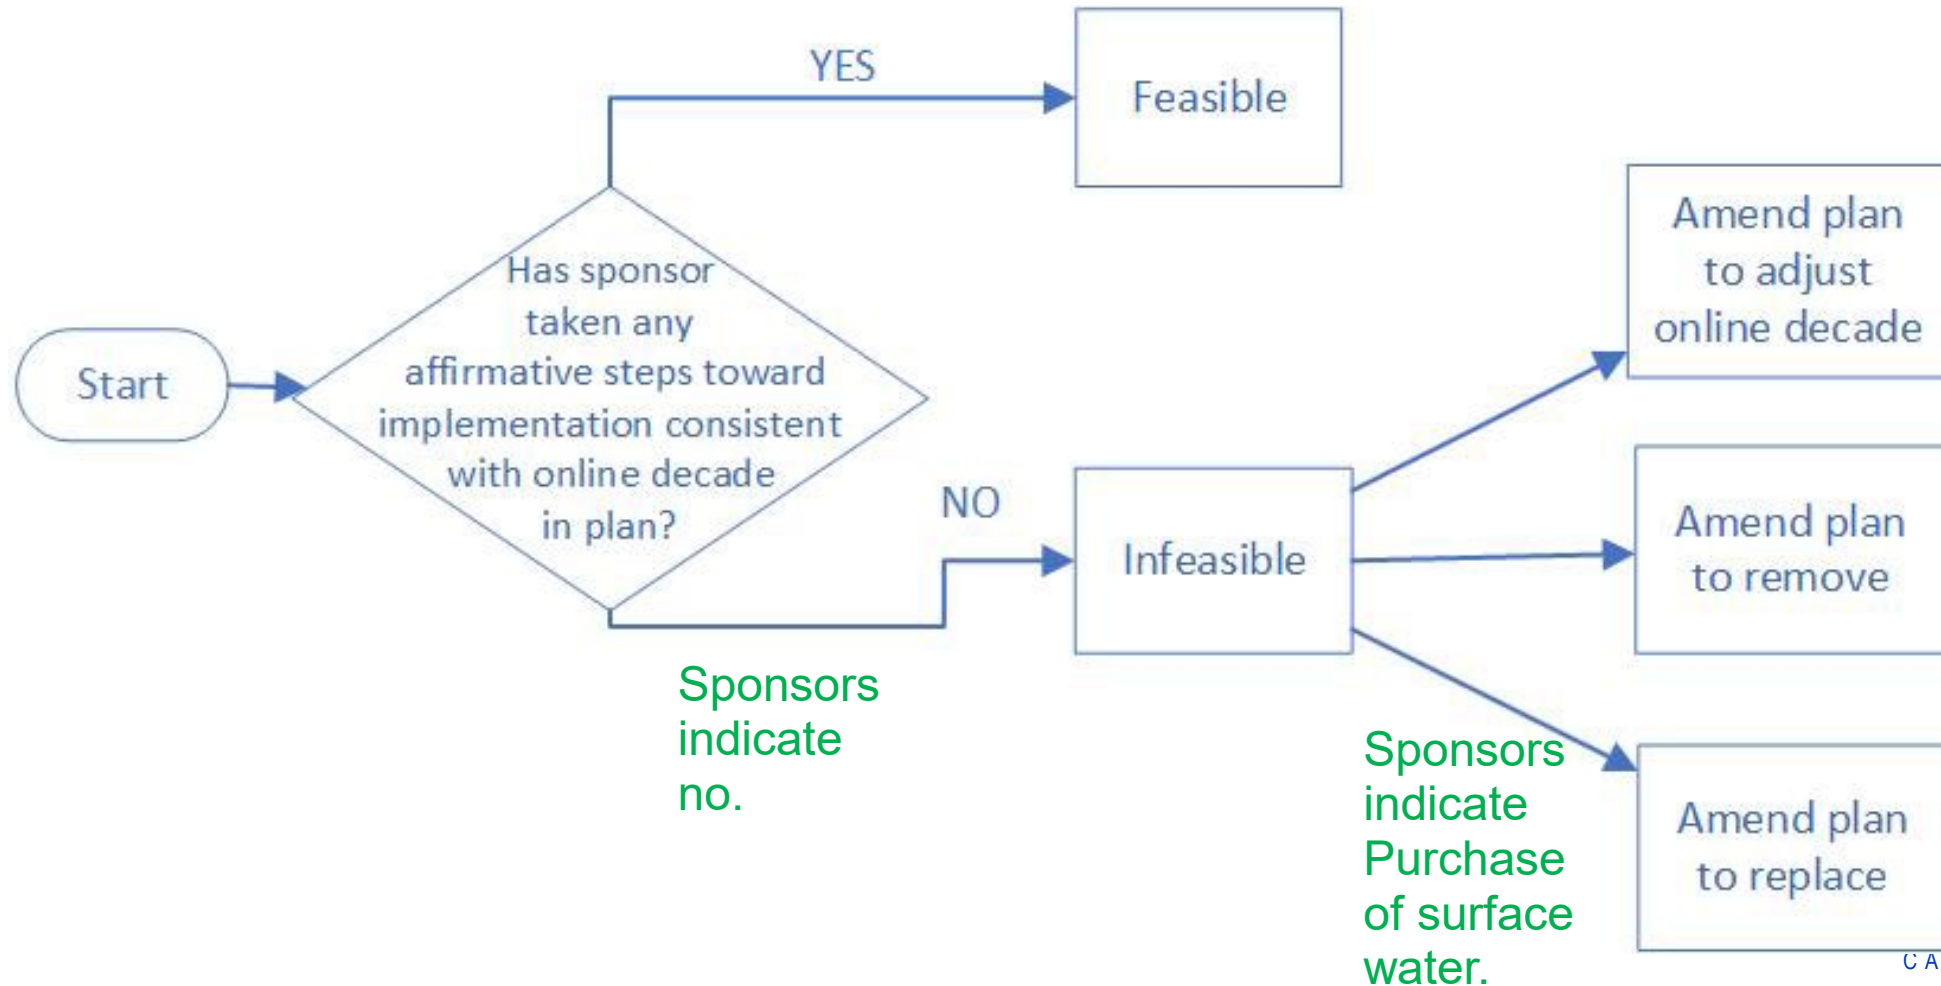 YES
Feasible
Start
Has sponsor
taken any
affirmative steps toward
implementation consistent
with online decade
in plan?
NO
Infeasible
Amend plan
to adjust
online decade
Amend plan
to remove
Amend plan
to replace
Sponsors
indicate
no.
Sponsors
indicate
Purchase
of surface
water.
C A